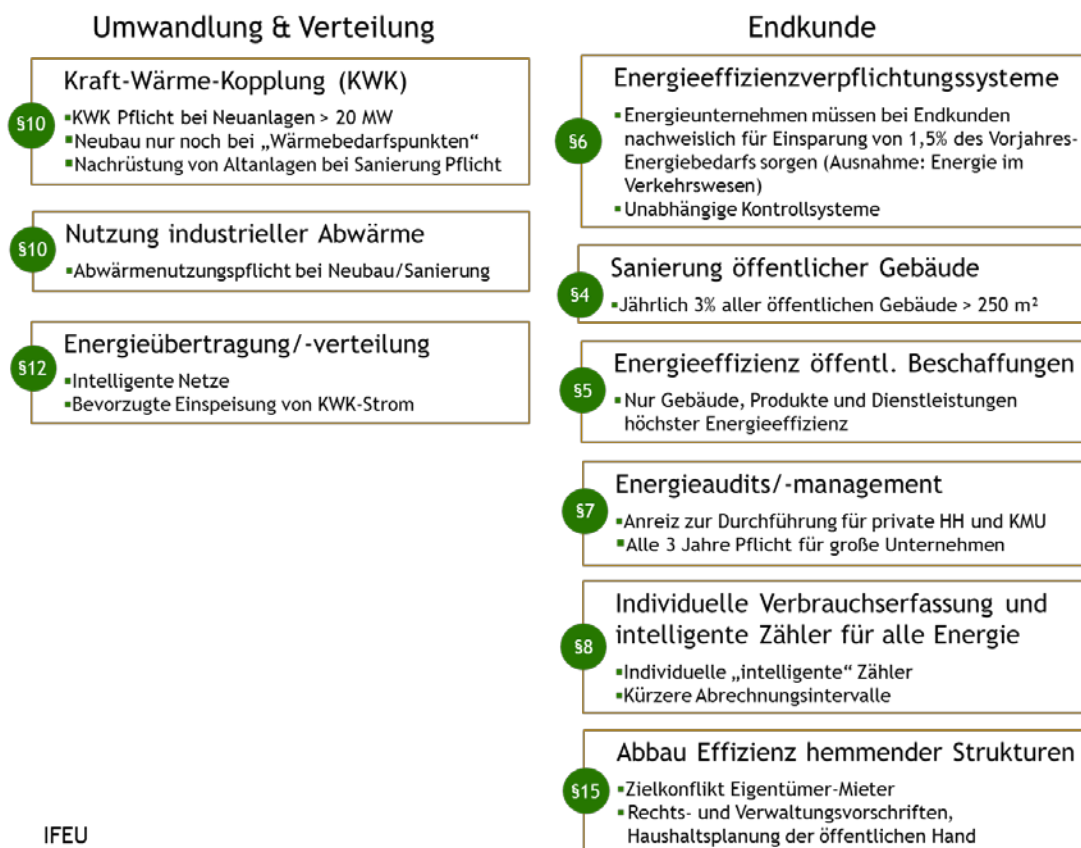 Umwandlung & Verteilung
Kraft-Wärme-Kopplung (KWK)
§10
▪KWK Pflicht bei Neuanlagen > 20 MW
▪Neubau nur noch bei „Wärmebedarfspunkten“
▪Nachrüstung von Altanlagen bei Sanierung Pflicht
Nutzung industrieller Abwärme
§10
▪Abwärmenutzungspflicht bei Neubau/Sanierung
Energieübertragung/-verteilung
§12
▪Intelligente Netze
▪Bevorzugte Einspeisung von KWK-Strom
Endkunde
Energieeffizienzverpflichtungssysteme
§6
▪Energieunternehmen müssen bei Endkunden
nachweislich für Einsparung von 1,5% des Vorjahres-
Energiebedarfs sorgen (Ausnahme: Energie im
Verkehrswesen)
▪Unabhängige Kontrollsysteme
Sanierung öffentlicher Gebäude
§4
▪Jährlich 3% aller öffentlichen Gebäude > 250 m²
Energieeffizienz öffentl. Beschaffungen
§5
▪Nur Gebäude, Produkte und Dienstleistungen
höchster Energieeffizienz
Energieaudits/-management
§7
▪Anreiz zur Durchführung für private HH und KMU
▪Alle 3 Jahre Pflicht für große Unternehmen
Individuelle Verbrauchserfassung und
intelligente Zähler für alle Energie
§8
▪Individuelle „intelligente“ Zähler
▪Kürzere Abrechnungsintervalle
Abbau Effizienz hemmender Strukturen
§15
▪Zielkonflikt Eigentümer-Mieter
▪Rechts- und Verwaltungsvorschriften,
Haushaltsplanung der öffentlichen Hand
IFEU